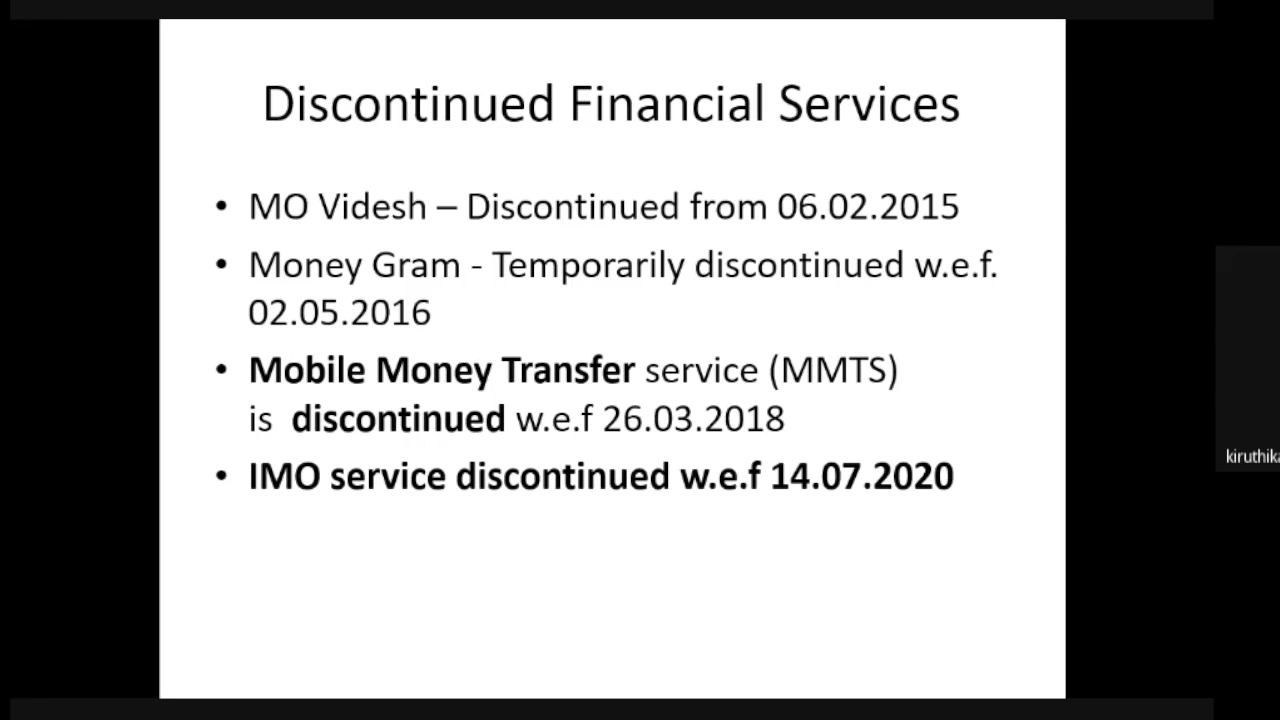 Discontinued Financial Services
• MO Videsh – Discontinued from 06.02.2015
• Money Gram - Temporarily discontinued w.e.f.
02.05.2016
• Mobile Money Transfer service (MMTS)
is discontinued w.e.f 26.03.2018
• IMO service discontinued w.e.f 14.07.2020
kiruthika